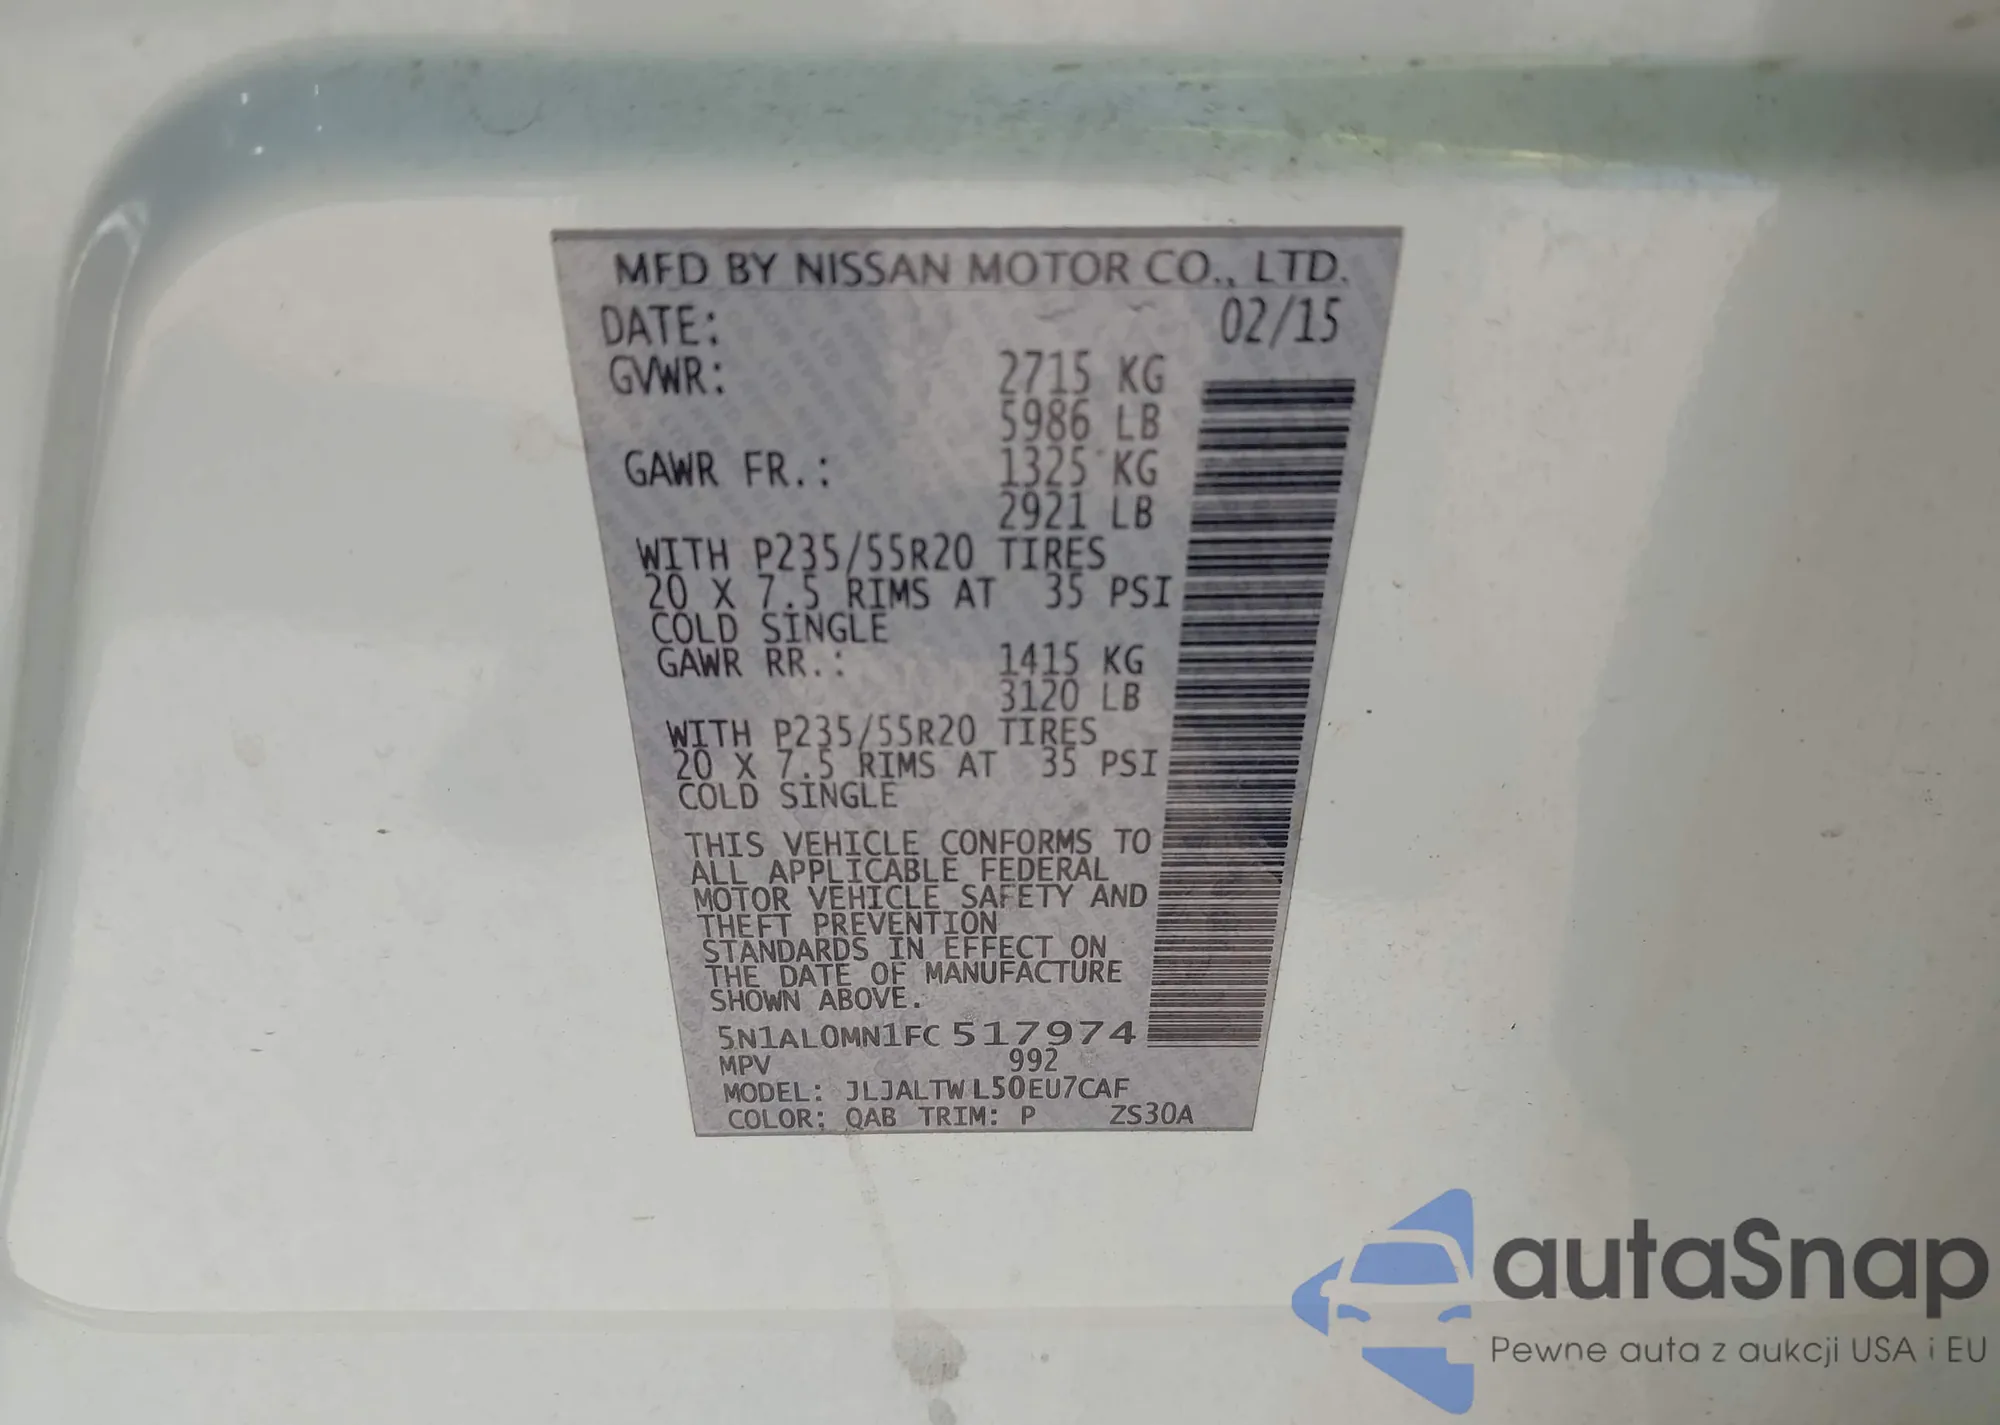 MFD BY NISSAN MOTOR CO., LTD.
DATE: 02/15
GVWR: 2715 KG
5986 LB
GAWR FR.: 1325 KG
2921 LB
WITH P235/55R20 TIRES
20 X 7.5 RIMS AT 35 PSI
COLD SINGLE
GAWR RR.: 1415 KG
3120 LB
WITH P235/55R20 TIRES
20 X 7.5 RIMS AT 35 PSI
COLD SINGLE
THIS VEHICLE CONFORMS TO
ALL APPLICABLE FEDERAL
MOTOR VEHICLE SAFETY AND
THEFT PREVENTION
STANDARDS IN EFFECT ON
THE DATE OF MANUFACTURE
SHOWN ABOVE.
5N1AL0MN1FC517974
MPV 992
MODEL: JLJALTWL50EU7CAF
COLOR: QAB TRIM: P ZS30A
autaSnap
Pewne auta z aukcji USA i EU